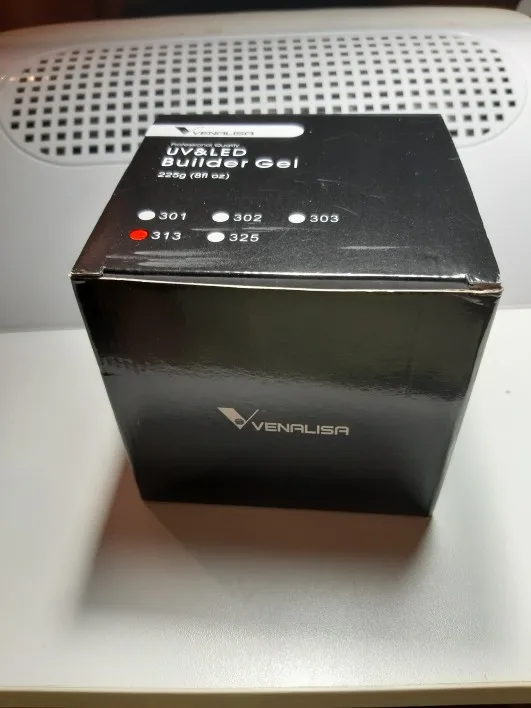 VENALISA
Professional Quality
UV&LED
Builder Gel
225g (8fl oz)
301 302 303
313 325
VENALISA